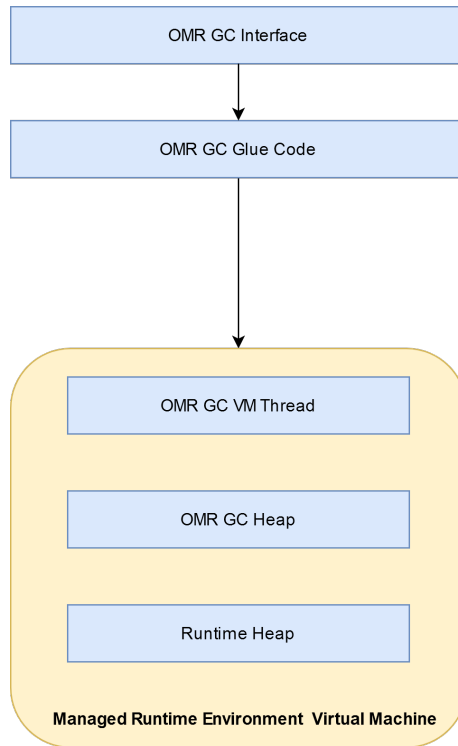 OMR GC Interface
OMR GC Glue Code
OMR GC VM Thread
OMR GC Heap
Runtime Heap
Managed Runtime Environment  Virtual Machine